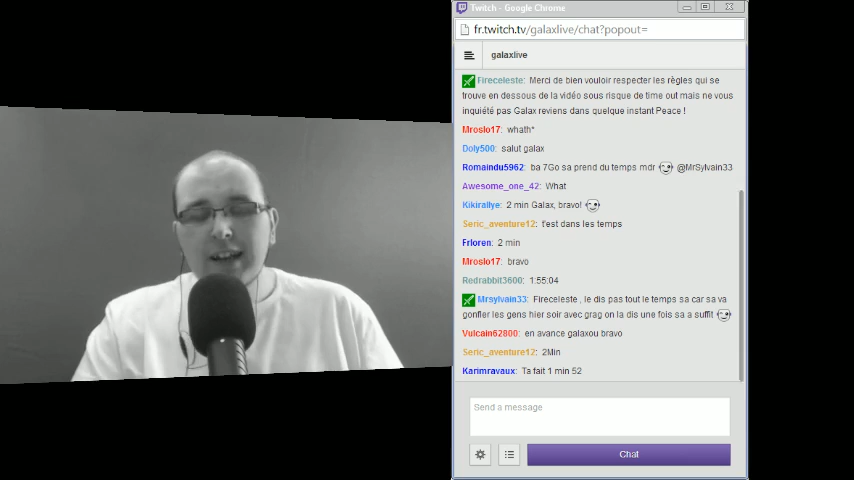 Twitch - Google Chrome
fr.twitch.tv/galaxlive/chat?popout=
galaxlive
Fireceleste: Merci de bien vouloir respecter les règles qui se
trouve en dessous de la vidéo sous risque de time out mais ne vous
inquiété pas Galax reviens dans quelque instant Peace !
Mroslo17: whath*
Doly500: salut galax
Romaindu5962: ba 7Go sa prend du temps mdr @MrSylvain33
Awesome_one_42: What
Kikirallye: 2 min Galax, bravo!
Seric_aventure12: t'est dans les temps
Frloren: 2 min
Mroslo17: bravo
Redrabbit3600: 1:55:04
Mrsylvain33: Fireceleste , le dis pas tout le temps sa car sa va
gonfler les gens hier soir avec grag on la dis une fois sa a suffit
Vulcain62800: en avance galaxou bravo
Seric_aventure12: 2Min
Karimravaux: Ta fait 1 min 52
Send a message
Chat